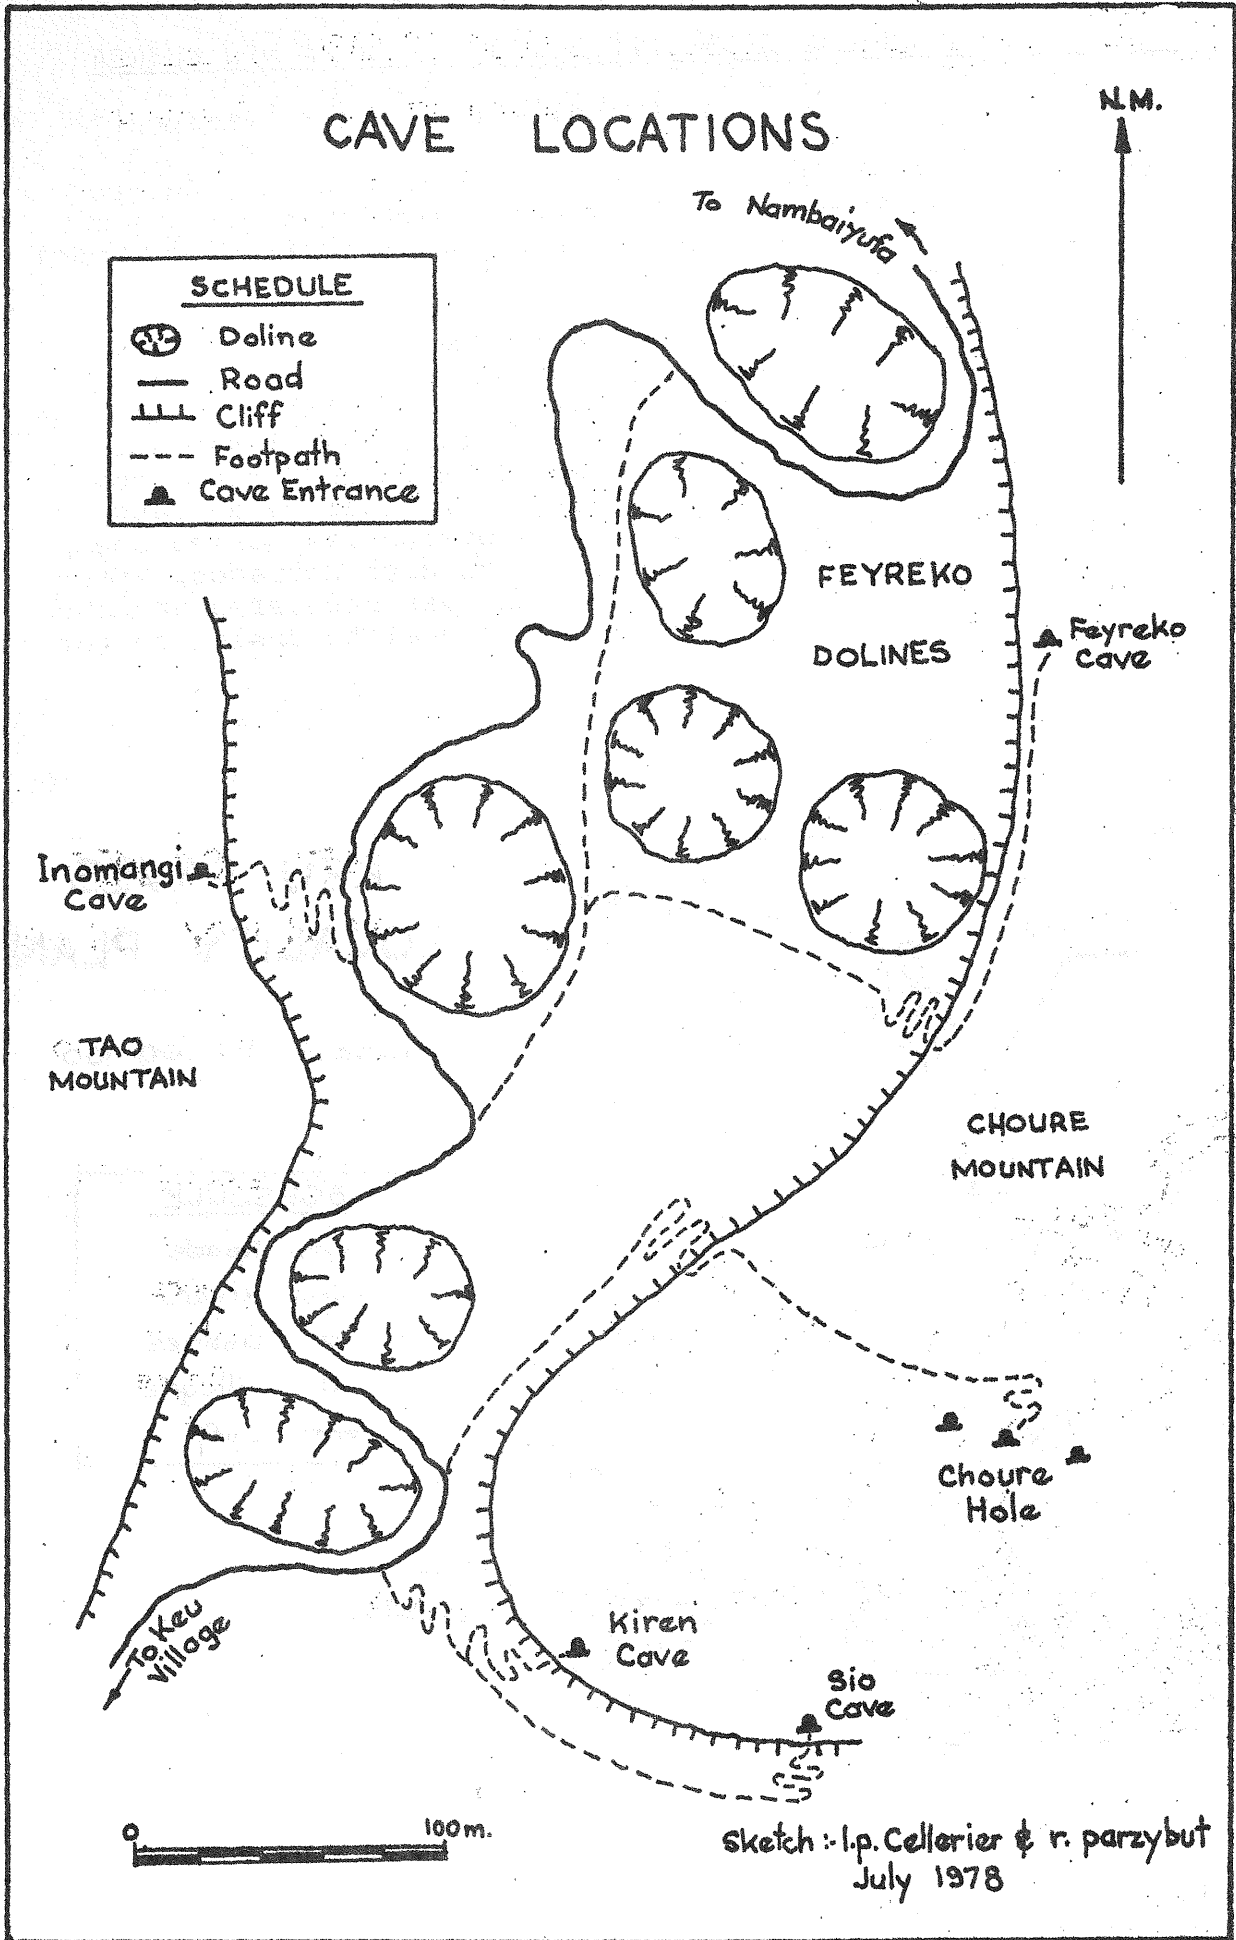 N.M.
CAVE LOCATIONS
To Nambaiyufa
SCHEDULE
Doline
Road
Cliff
Footpath
Cave Entrance
FEYREKO
DOLINES
Feyreko
Cave
Inomangi
Cave
TAO
MOUNTAIN
CHOURE
MOUNTAIN
Choure
Hole
Kiren
Cave
Sio
Cave
To Keu
Village
0 100m.
Sketch :- l.p. Cellerier & r. parzybut
July 1978